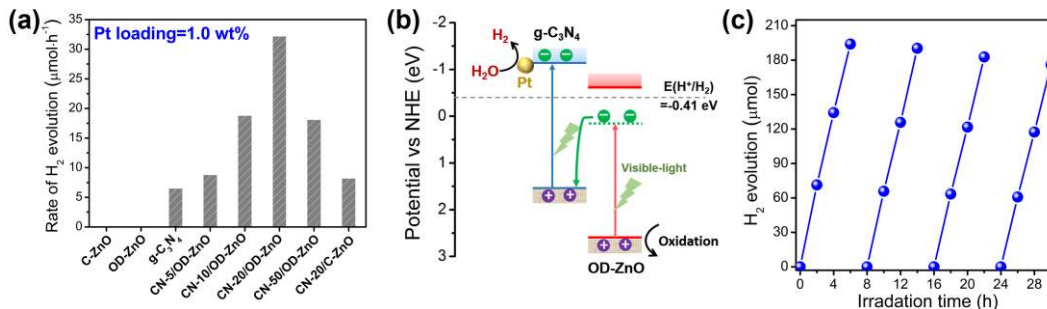 (a)
Pt loading=1.0 wt%
Rate of H2 evolution (μmol·h⁻¹)
35
30
25
20
15
10
5
0
C-ZnO
OD-ZnO
g-C3N4
CN-5/OD-ZnO
CN-10/OD-ZnO
CN-20/OD-ZnO
CN-50/OD-ZnO
CN-20/C-ZnO
(b)
Potential vs NHE (eV)
-2
-1
0
1
2
3
H2
H2O
Pt
g-C3N4
E(H⁺/H2)
=-0.41 eV
Visible-light
Oxidation
OD-ZnO
(c)
H2 evolution (μmol)
210
180
150
120
90
60
30
0
0
4
8
12
16
20
24
28
Irradation time (h)